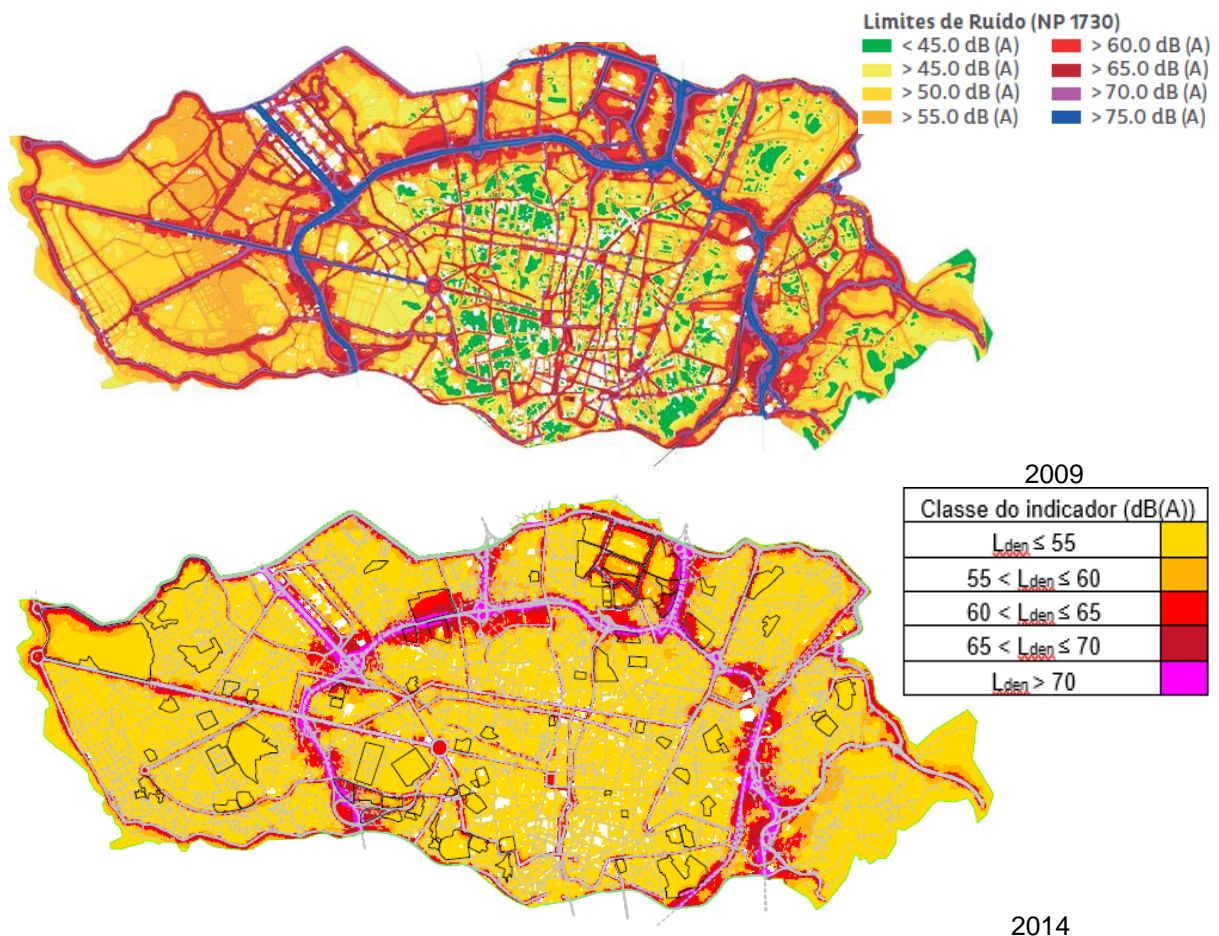 Limites de Ruído (NP 1730)
< 45.0 dB (A)
> 45.0 dB (A)
> 50.0 dB (A)
> 55.0 dB (A)
> 60.0 dB (A)
> 65.0 dB (A)
>70.0 dB (A)
>75.0 dB (A)
2009
Classe do indicador (dB(A))
Lden ≤ 55
55 < Lden ≤ 60
60 < Lden ≤ 65
65 < Lden ≤ 70
Lden > 70
2014